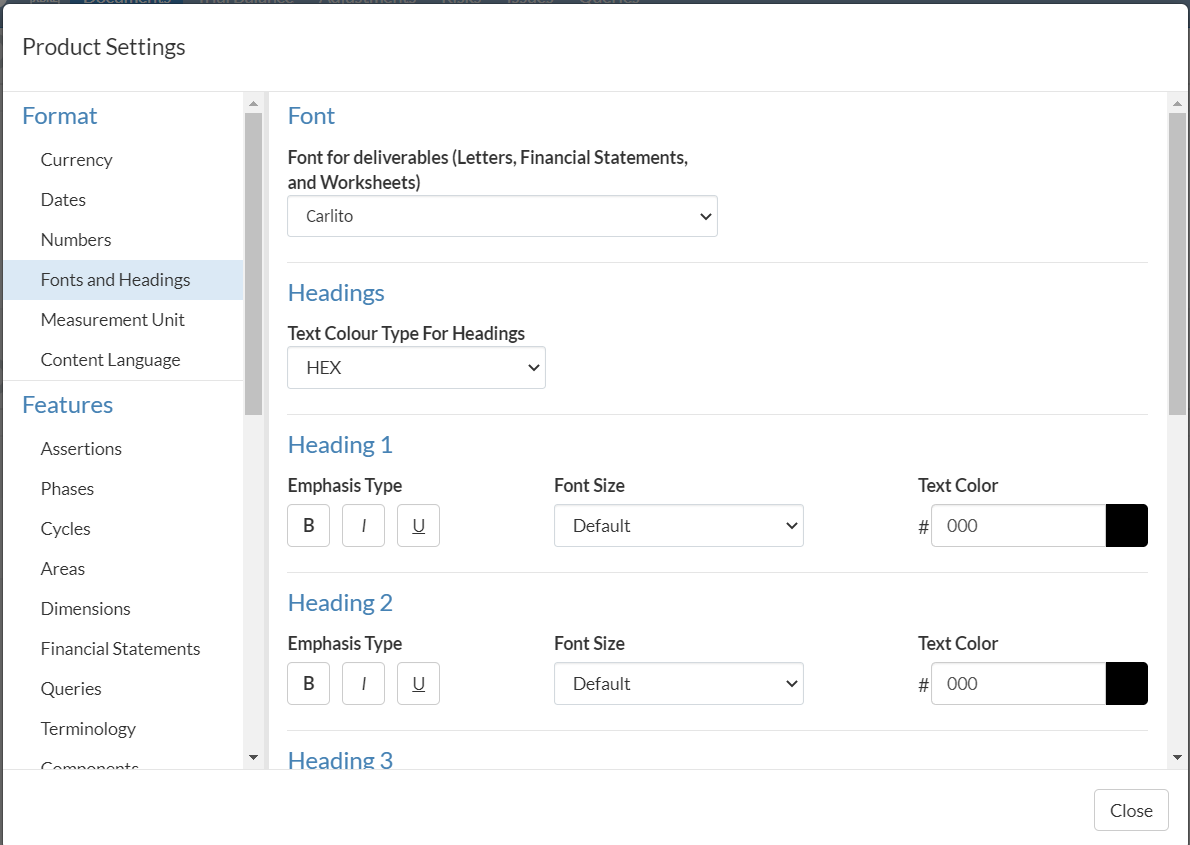 Documents
Product Settings
Format
Currency
Dates
Numbers
Fonts and Headings
Measurement Unit
Content Language
Features
Assertions
Phases
Cycles
Areas
Dimensions
Financial Statements
Queries
Terminology
Components
Font
Font for deliverables (Letters, Financial Statements,
and Worksheets)
Carlito
Headings
Text Colour Type For Headings
HEX
Heading 1
Emphasis Type Font Size Text Color
B I U Default # 000
Heading 2
Emphasis Type Font Size Text Color
B I U Default # 000
Heading 3
Close